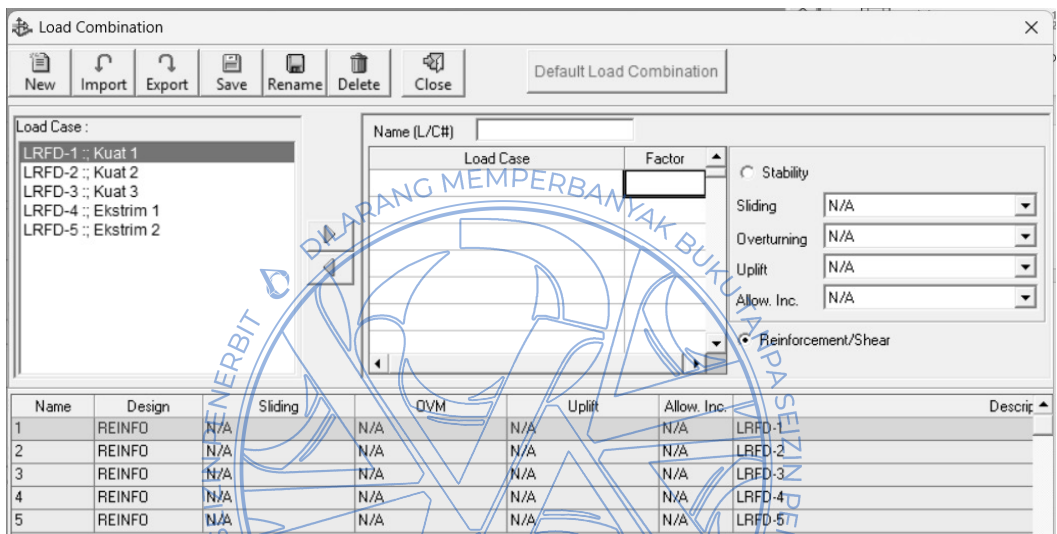 Load Combination
New Import Export Save Rename Delete Close Default Load Combination
Load Case :
LRFD-1 :; Kuat 1
LRFD-2 :; Kuat 2
LRFD-3 :; Kuat 3
LRFD-4 :; Ekstrim 1
LRFD-5 :; Ekstrim 2
Name (L/C#)
Load Case Factor
Stability
Sliding N/A
Overturning N/A
Uplift N/A
Allow. Inc. N/A
Reinforcement/Shear
Name Design Sliding OVM Uplift Allow. Inc. Descrip
1 REINFO N/A N/A N/A N/A LRFD-1
2 REINFO N/A N/A N/A N/A LRFD-2
3 REINFO N/A N/A N/A N/A LRFD-3
4 REINFO N/A N/A N/A N/A LRFD-4
5 REINFO N/A N/A N/A N/A LRFD-5
DILARANG MEMPERBANYAK BUKU TANPA SEIZIN
PENERBIT